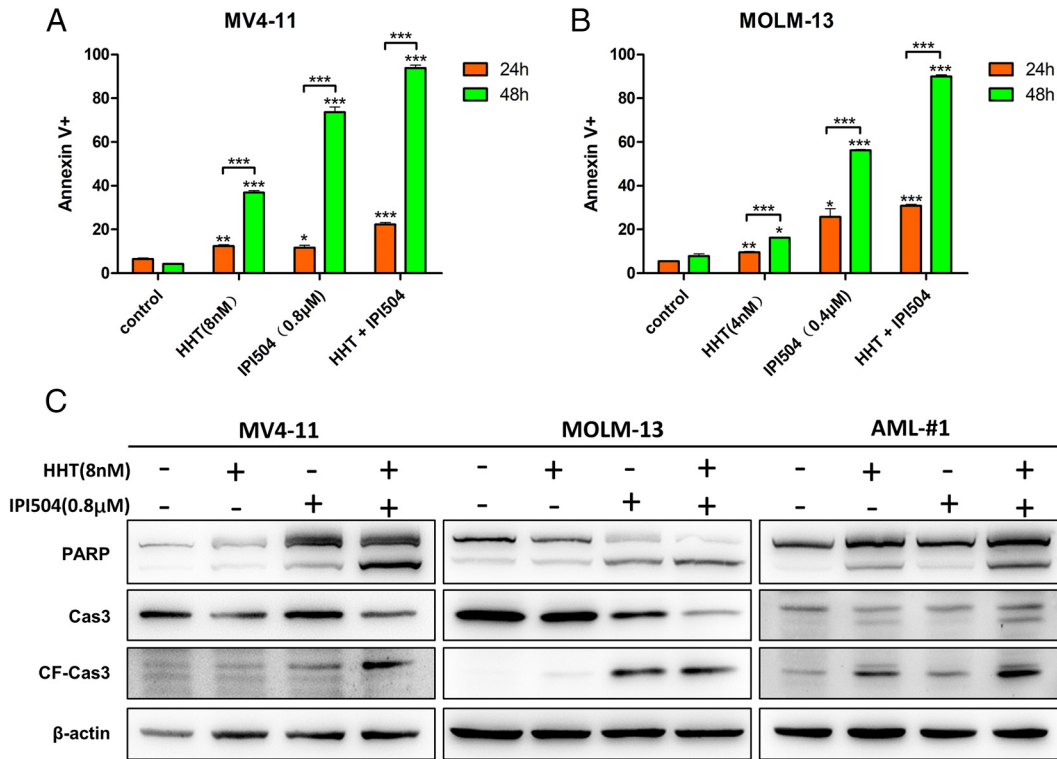 A
MV4-11
Annexin V+
100
80
60
40
20
0
***
***
***
***
***
***
***
**
*
24h
48h
control
HHT(8nM）
IPI504（0.8μM)
HHT + IPI504
B
MOLM-13
Annexin V+
100
80
60
40
20
0
***
***
***
***
***
***
*
***
**
*
24h
48h
control
HHT(4nM）
IPI504（0.4μM)
HHT + IPI504
C
MV4-11 MOLM-13 AML-#1
HHT(8nM) - + - + - + - + - + - +
IPI504(0.8μM) - - + + - - + + - - + +
PARP
Cas3
CF-Cas3
β-actin